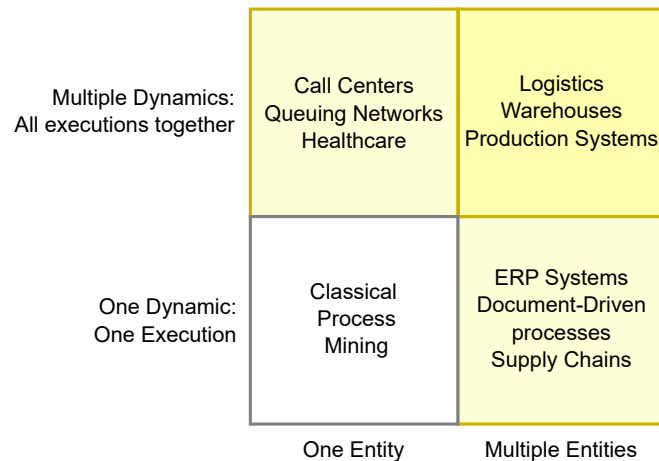 Multiple Dynamics:
All executions together
Call Centers
Queuing Networks
Healthcare
Logistics
Warehouses
Production Systems
One Dynamic:
One Execution
Classical
Process
Mining
ERP Systems
Document-Driven
processes
Supply Chains
One Entity
Multiple Entities